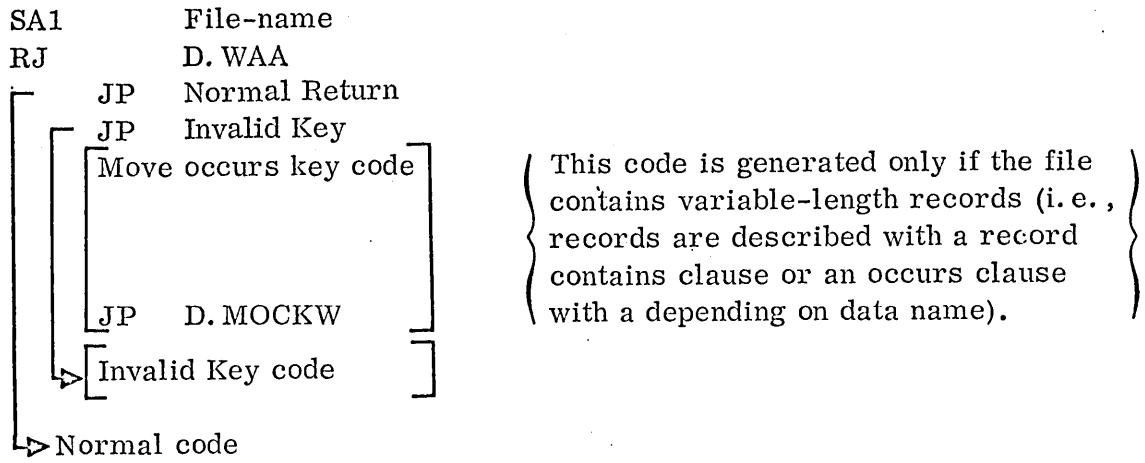 SA1 File-name
RJ D. WAA
JP Normal Return
JP Invalid Key
Move occurs key code
JP D. MOCKW
This code is generated only if the file
contains variable-length records (i. e. ,
records are described with a record
contains clause or an occurs clause
with a depending on data name).
Invalid Key code
Normal code